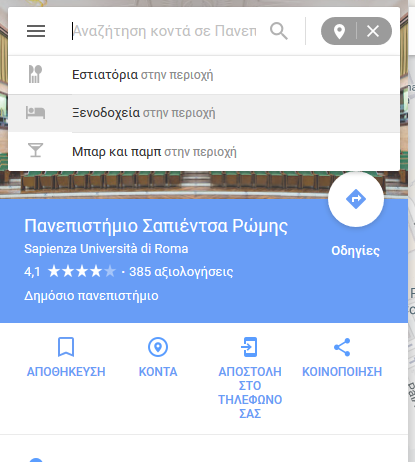 Αναζήτηση κοντά σε Πανεπ
Εστιατόρια στην περιοχή
Ξενοδοχεία στην περιοχή
Μπαρ και παμπ στην περιοχή
Πανεπιστήμιο Σαπιέντσα Ρώμης
Sapienza Università di Roma
4,1 ★★★★★ · 385 αξιολογήσεις
Δημόσιο πανεπιστήμιο
Οδηγίες
ΑΠΟΘΗΚΕΥΣΗ
ΚΟΝΤΑ
ΑΠΟΣΤΟΛΗ
ΣΤΟ
ΤΗΛΕΦΩΝΟ
ΣΑΣ
ΚΟΙΝΟΠΟΙΗΣΗ